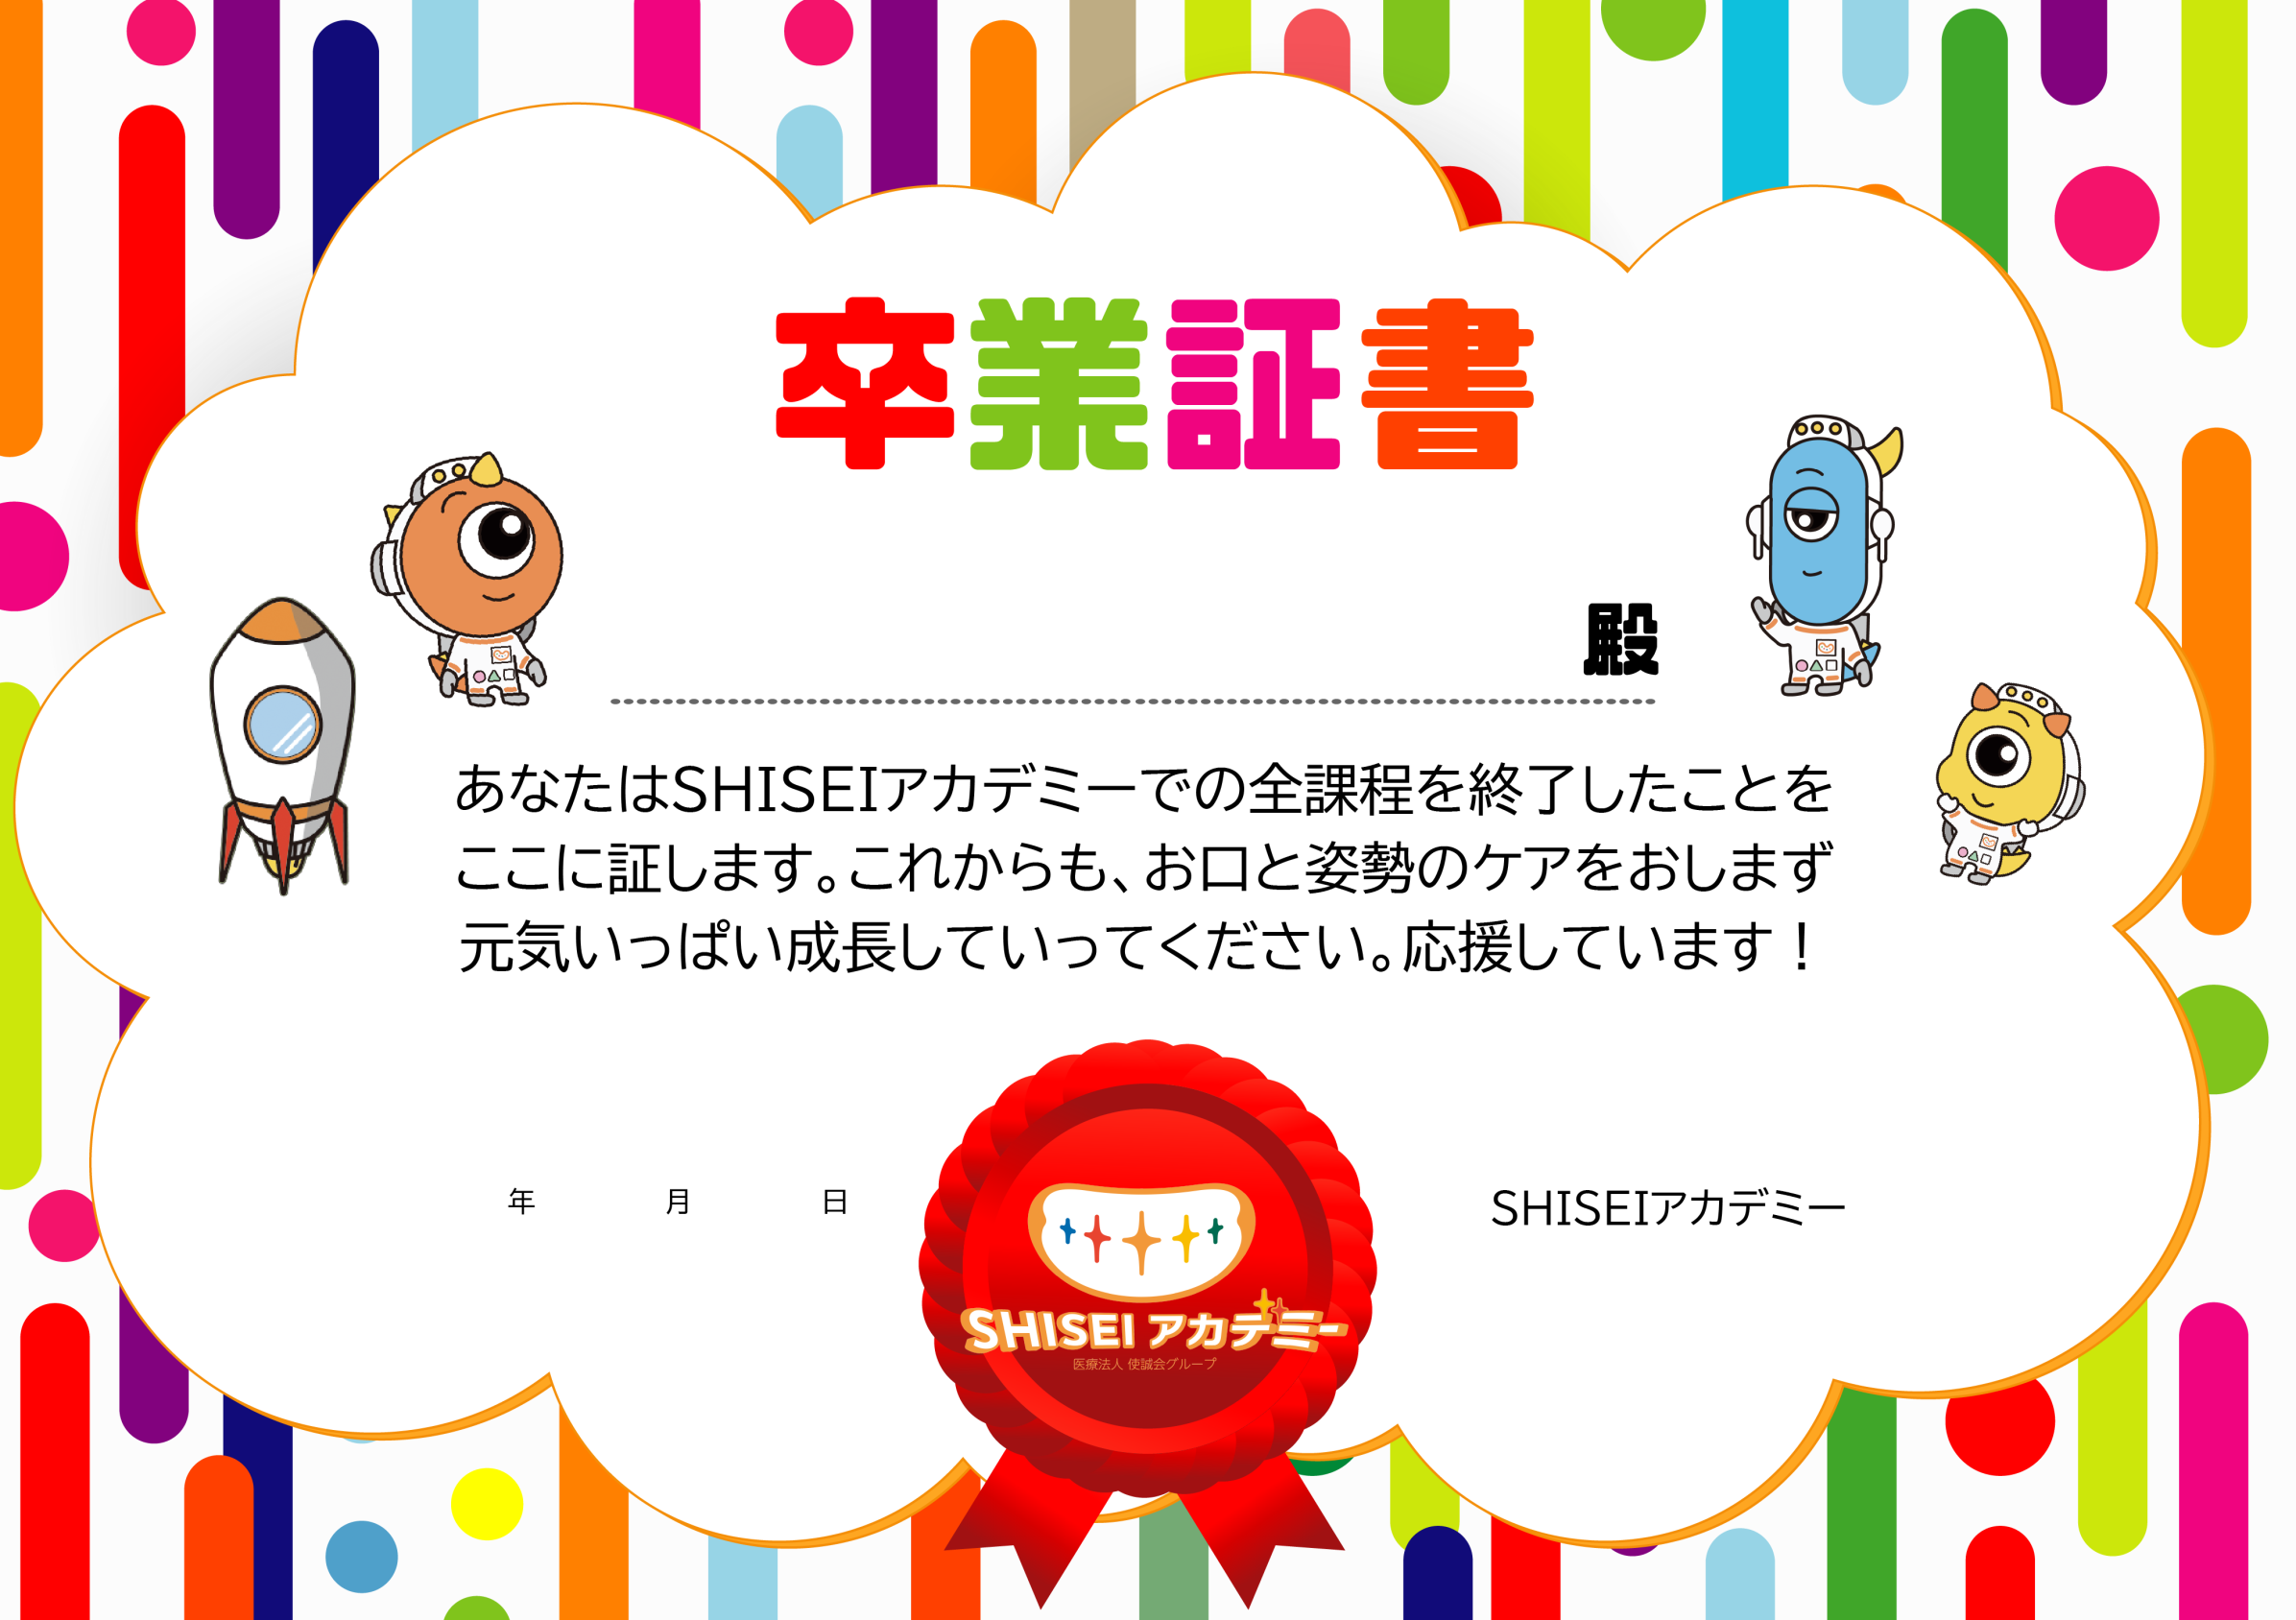 卒業証書
殿
あなたはSHISEIアカデミーでの全課程を終了したことを
ここに証します。これからも、お口と姿勢のケアをおしまず
元気いっぱい成長していってください。応援しています！
年 月 日
SHISEIアカデミー
SHISEI アカデミー
医療法人 使誠会グループ